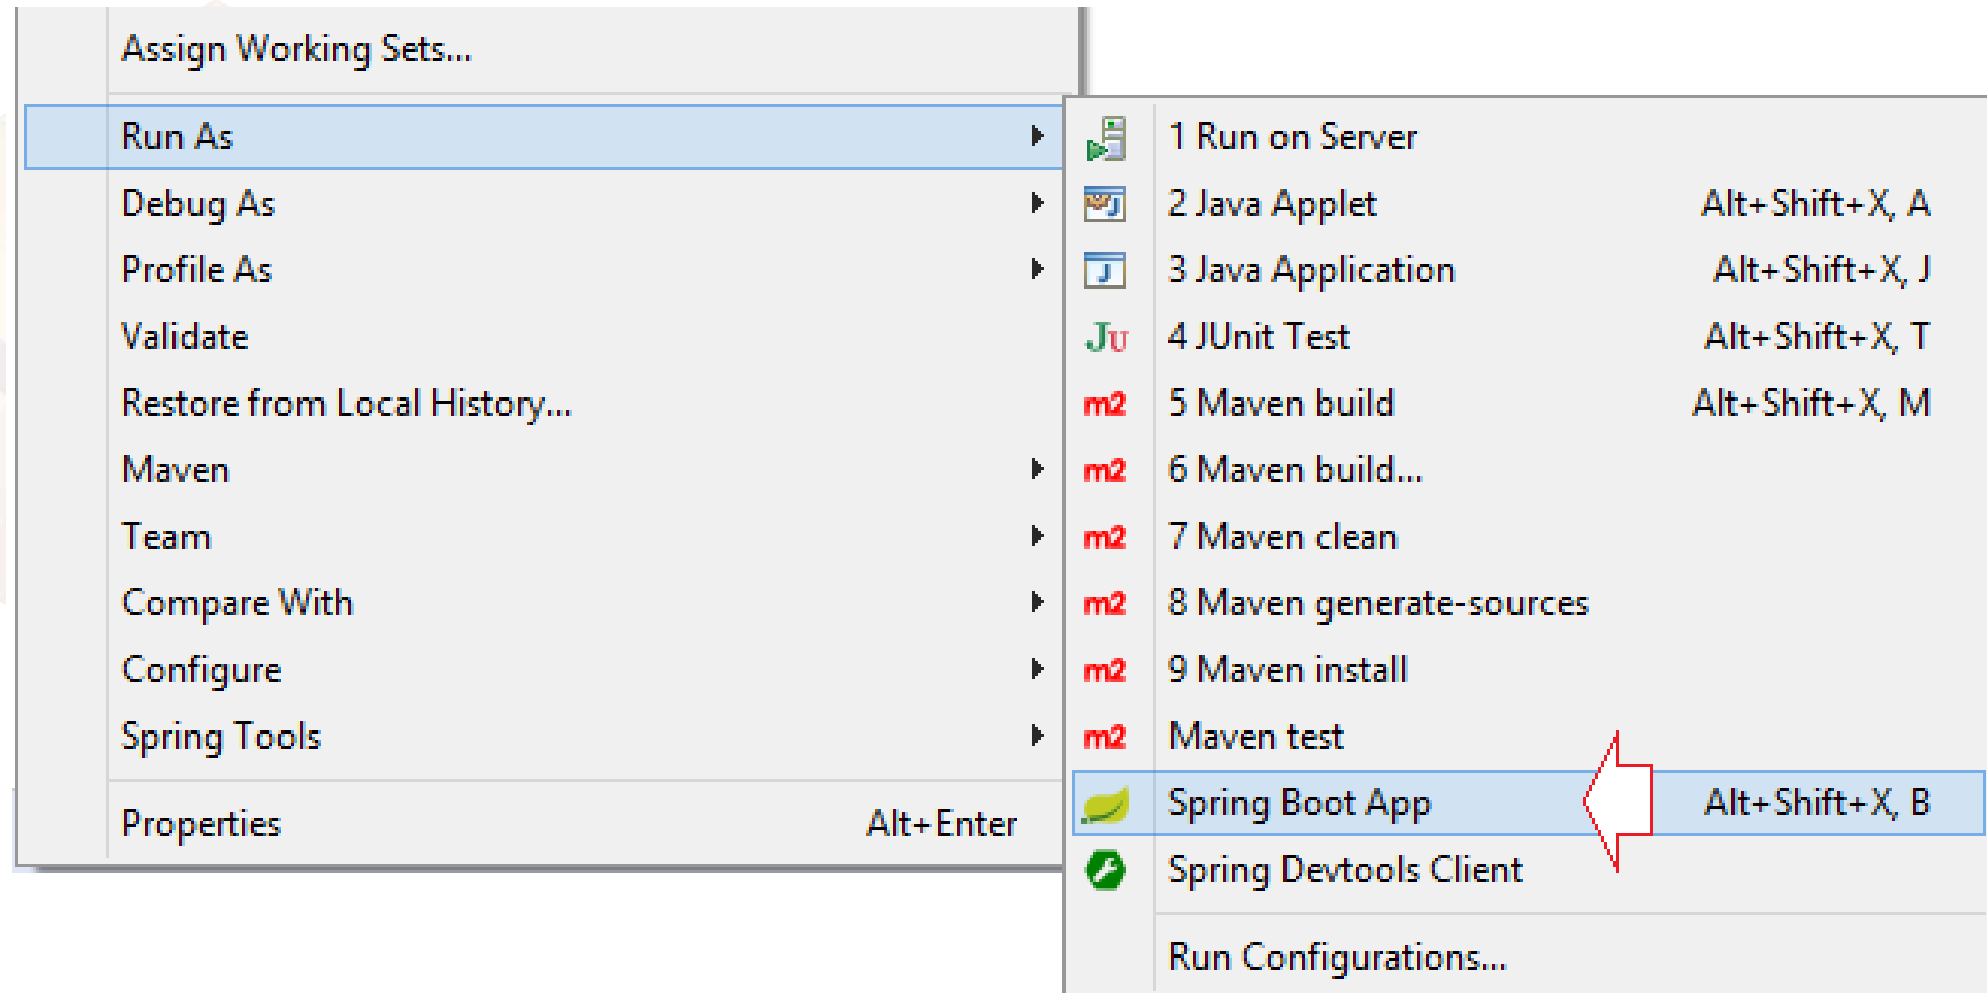 Assign Working Sets...
Run As
Debug As
Profile As
Validate
Restore from Local History...
Maven
Team
Compare With
Configure
Spring Tools
Properties Alt+Enter
1 Run on Server
2 Java Applet Alt+Shift+X, A
J
3 Java Application Alt+Shift+X, J
J
JU 4 JUnit Test Alt+Shift+X, T
m2 5 Maven build Alt+Shift+X, M
m2 6 Maven build...
m2 7 Maven clean
m2 8 Maven generate-sources
m2 9 Maven install
m2 Maven test
Spring Boot App Alt+Shift+X, B
Spring Devtools Client
Run Configurations...